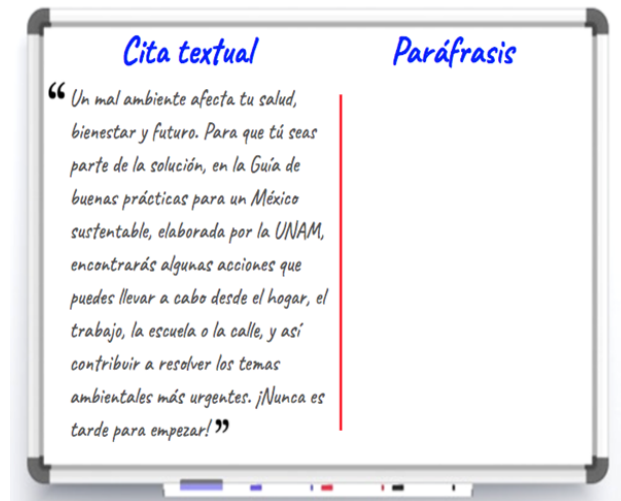 Cita textual
Paráfrasis
“ Un mal ambiente afecta tu salud,
bienestar y futuro. Para que tú seas
parte de la solución, en la Guía de
buenas prácticas para un México
sustentable, elaborada por la UNAM,
encontrarás algunas acciones que
puedes llevar a cabo desde el hogar, el
trabajo, la escuela o la calle, y así
contribuir a resolver los temas
ambientales más urgentes. ¡Nunca es
tarde para empezar! ”